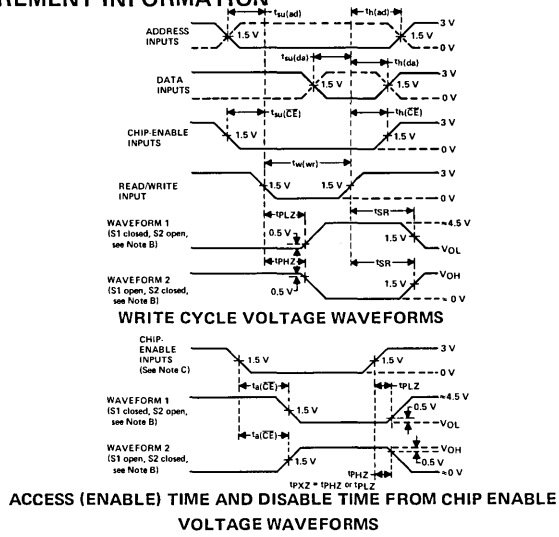 REMENT INFORMATION
tsu(ad)
th(ad)
ADDRESS
INPUTS
1.5 V
1.5 V
3 V
0 V
tsu(da)
th(da)
DATA
INPUTS
1.5 V
1.5 V
3 V
0 V
tsu(CE)
th(CE)
CHIP-ENABLE
INPUTS
1.5 V
1.5 V
3 V
0 V
tw(wr)
READ/WRITE
INPUT
1.5 V
1.5 V
3 V
0 V
tPLZ
tSR
WAVEFORM 1
(S1 closed, S2 open,
see Note B)
0.5 V
1.5 V
≈4.5 V
VOL
tPHZ
tSR
WAVEFORM 2
(S1 open, S2 closed,
see Note B)
0.5 V
1.5 V
VOH
≈ 0 V
WRITE CYCLE VOLTAGE WAVEFORMS
CHIP-
ENABLE
INPUTS
(See Note C)
1.5 V
1.5 V
3 V
0 V
ta(CE)
tPLZ
WAVEFORM 1
(S1 closed, S2 open,
see Note B)
1.5 V
≈4.5 V
0.5 V
VOL
ta(CE)
WAVEFORM 2
(S1 open, S2 closed,
see Note B)
1.5 V
VOH
0.5 V
≈ 0 V
tPHZ
tPXZ = tPHZ or tPLZ
ACCESS (ENABLE) TIME AND DISABLE TIME FROM CHIP ENABLE
VOLTAGE WAVEFORMS